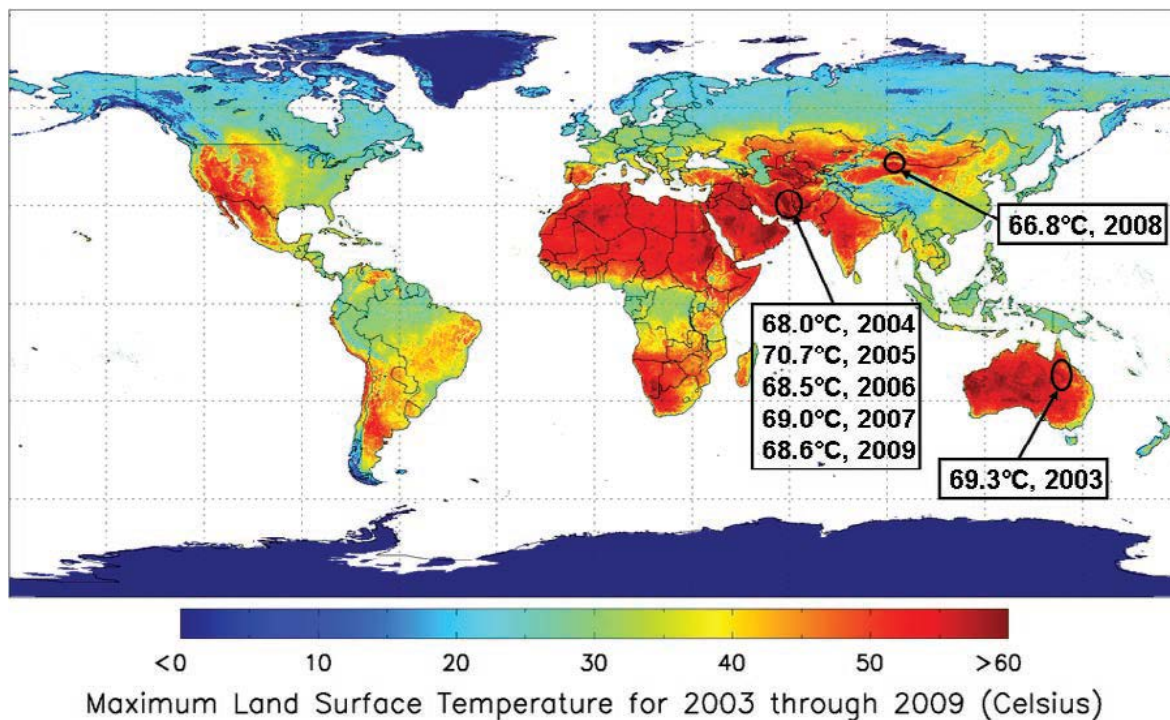 66.8°C, 2008
68.0°C, 2004
70.7°C, 2005
68.5°C, 2006
69.0°C, 2007
68.6°C, 2009
69.3°C, 2003
<0 10 20 30 40 50 >60
Maximum Land Surface Temperature for 2003 through 2009 (Celsius)